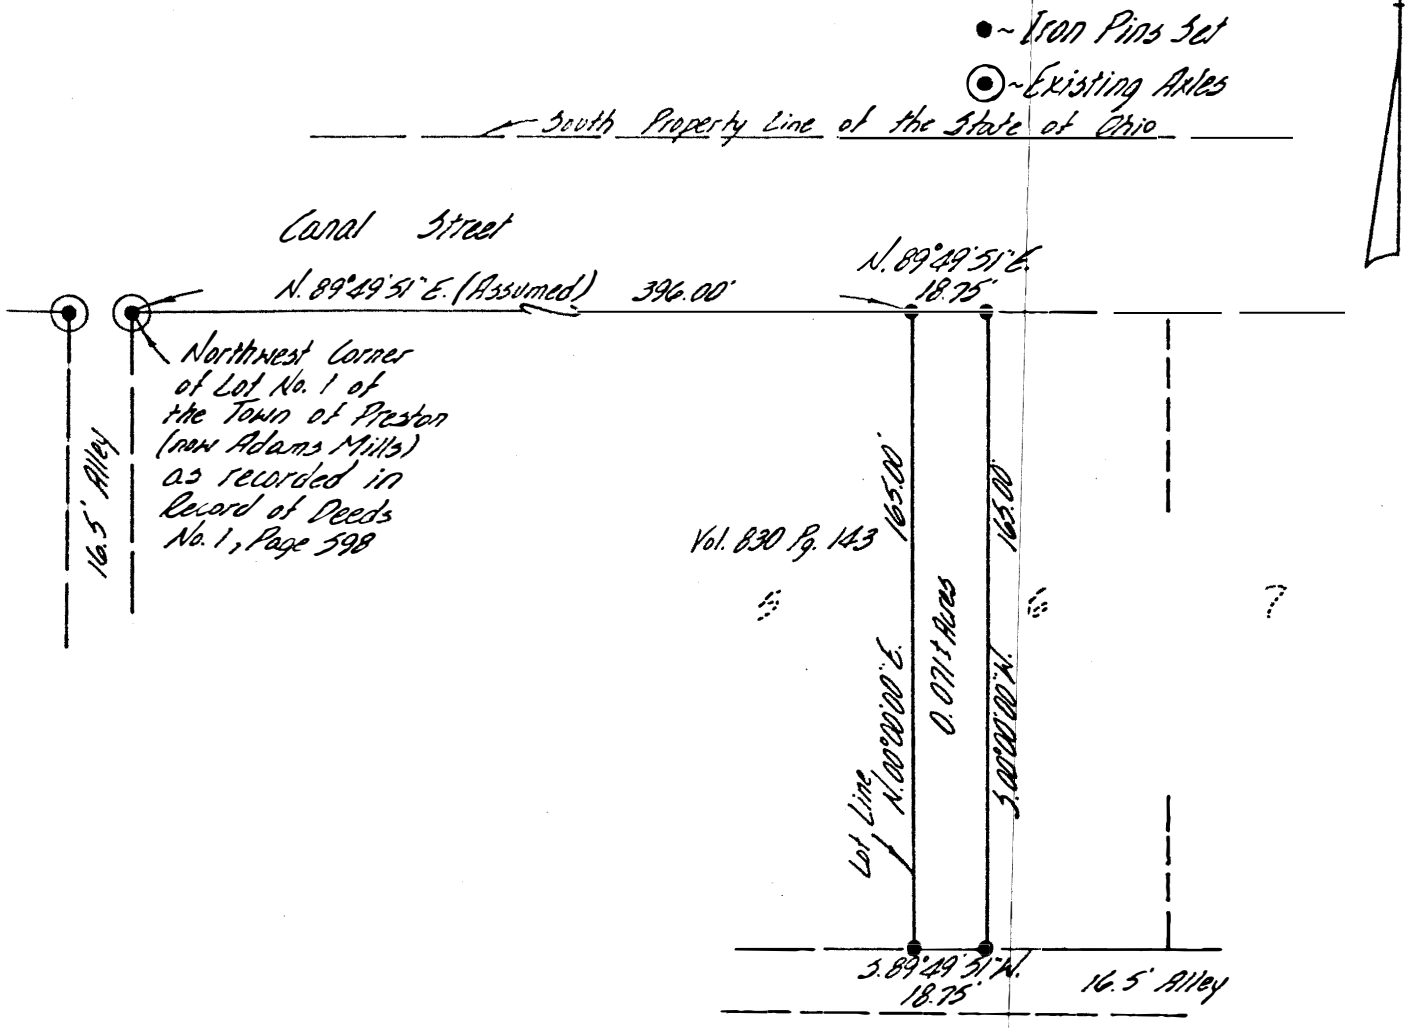 ● ~ Iron Pins Set
~ Existing Axles
South Property Line of the State of Ohio
Canal Street
N. 89°49'51" E. (Assumed) 396.00'
N. 89°49'51" E.
18.75'
Northwest Corner
of Lot No. 1 of
the Town of Preston
(now Adams Mills)
as recorded in
Record of Deeds
No. 1, Page 598
16.5' Alley
Vol. 830 Pg. 143
165.00'
165.00'
5
6
7
0.071± Acres
N. 00°00'00" E.
S. 00°00'00" W.
Lot Line
S. 89°49'51" W.
18.75'
16.5' Alley